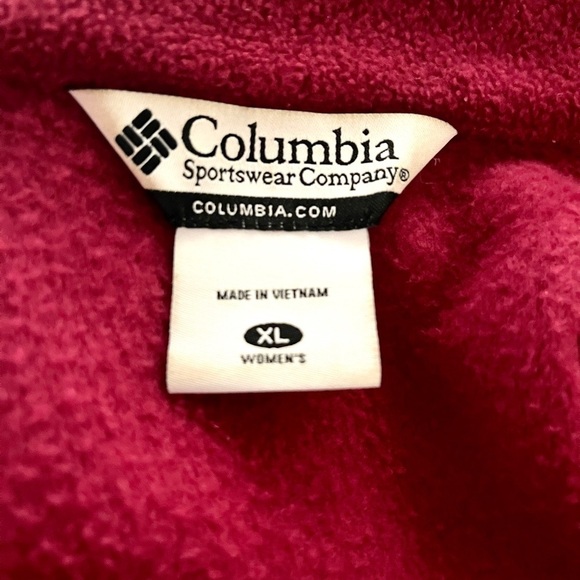 Columbia
Sportswear Company®
COLUMBIA.COM
MADE IN VIETNAM
XL
WOMEN'S